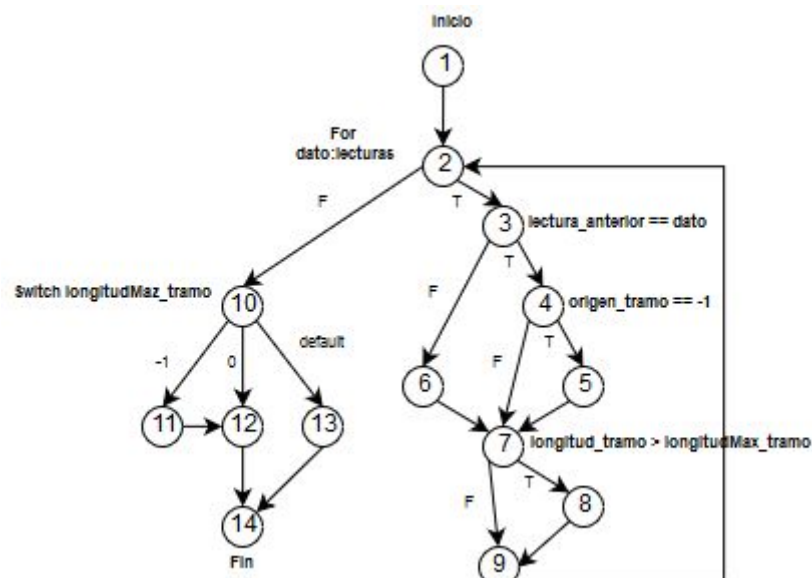 Inicio
1
For
dato:lecturas
2
F
T
3
lectura_anterior == dato
T
Switch longitudMaz_tramo
10
F
4
origen_tramo == -1
-1
0
default
F
T
6
5
11
12
13
7
longitud_tramo > longitudMax_tramo
F
T
8
14
Fin
9